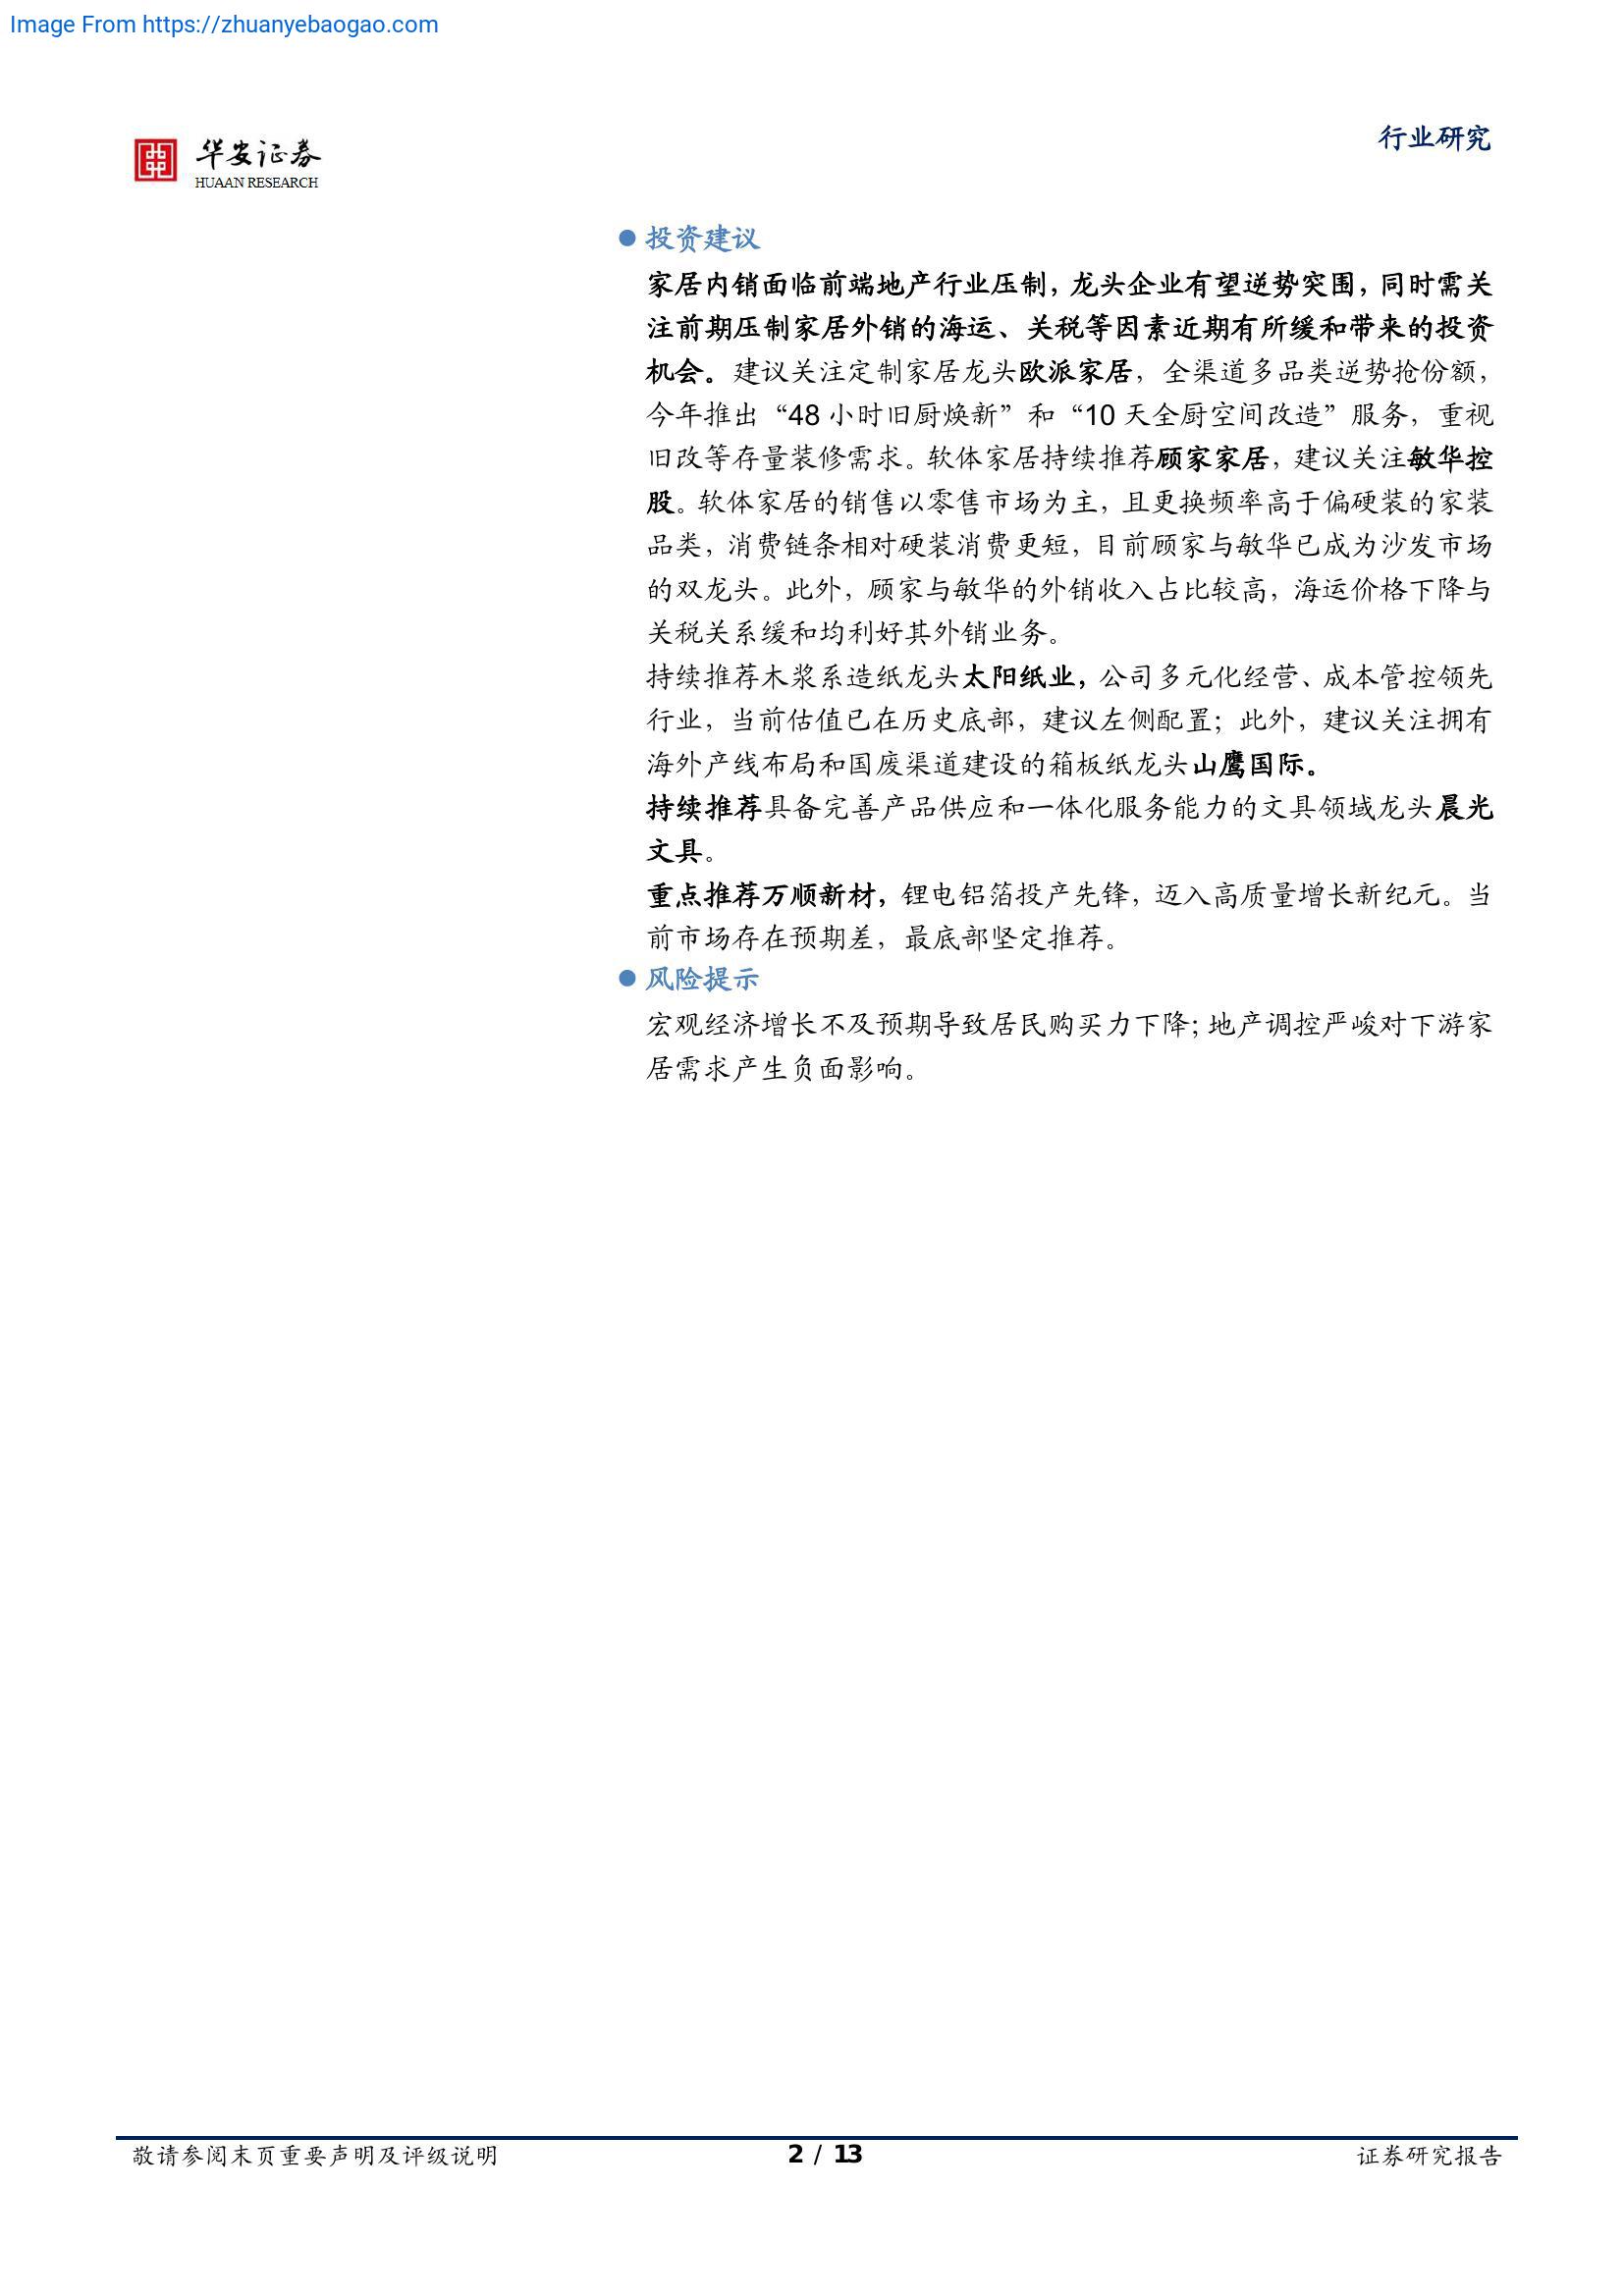 Image From https://zhuanyebaogao.com
华安证券
HUAAN RESEARCH
行业研究
投资建议
家居内销面临前端地产行业压制，龙头企业有望逆势突围，同时需关
注前期压制家居外销的海运、关税等因素近期有所缓和带来的投资
机会。建议关注定制家居龙头欧派家居，全渠道多品类逆势抢份额，
今年推出“48 小时旧厨焕新”和“10 天全厨空间改造”服务，重视
旧改等存量装修需求。软体家居持续推荐顾家家居，建议关注敏华控
股。软体家居的销售以零售市场为主，且更换频率高于偏硬装的家装
品类，消费链条相对硬装消费更短，目前顾家与敏华已成为沙发市场
的双龙头。此外，顾家与敏华的外销收入占比较高，海运价格下降与
关税关系缓和均利好其外销业务。
持续推荐木浆系造纸龙头太阳纸业，公司多元化经营、成本管控领先
行业，当前估值已在历史底部，建议左侧配置；此外，建议关注拥有
海外产线布局和国废渠道建设的箱板纸龙头山鹰国际。
持续推荐具备完善产品供应和一体化服务能力的文具领域龙头晨光
文具。
重点推荐万顺新材，锂电铝箔投产先锋，迈入高质量增长新纪元。当
前市场存在预期差，最底部坚定推荐。
风险提示
宏观经济增长不及预期导致居民购买力下降；地产调控严峻对下游家
居需求产生负面影响。
敬请参阅末页重要声明及评级说明
2 / 13
证券研究报告